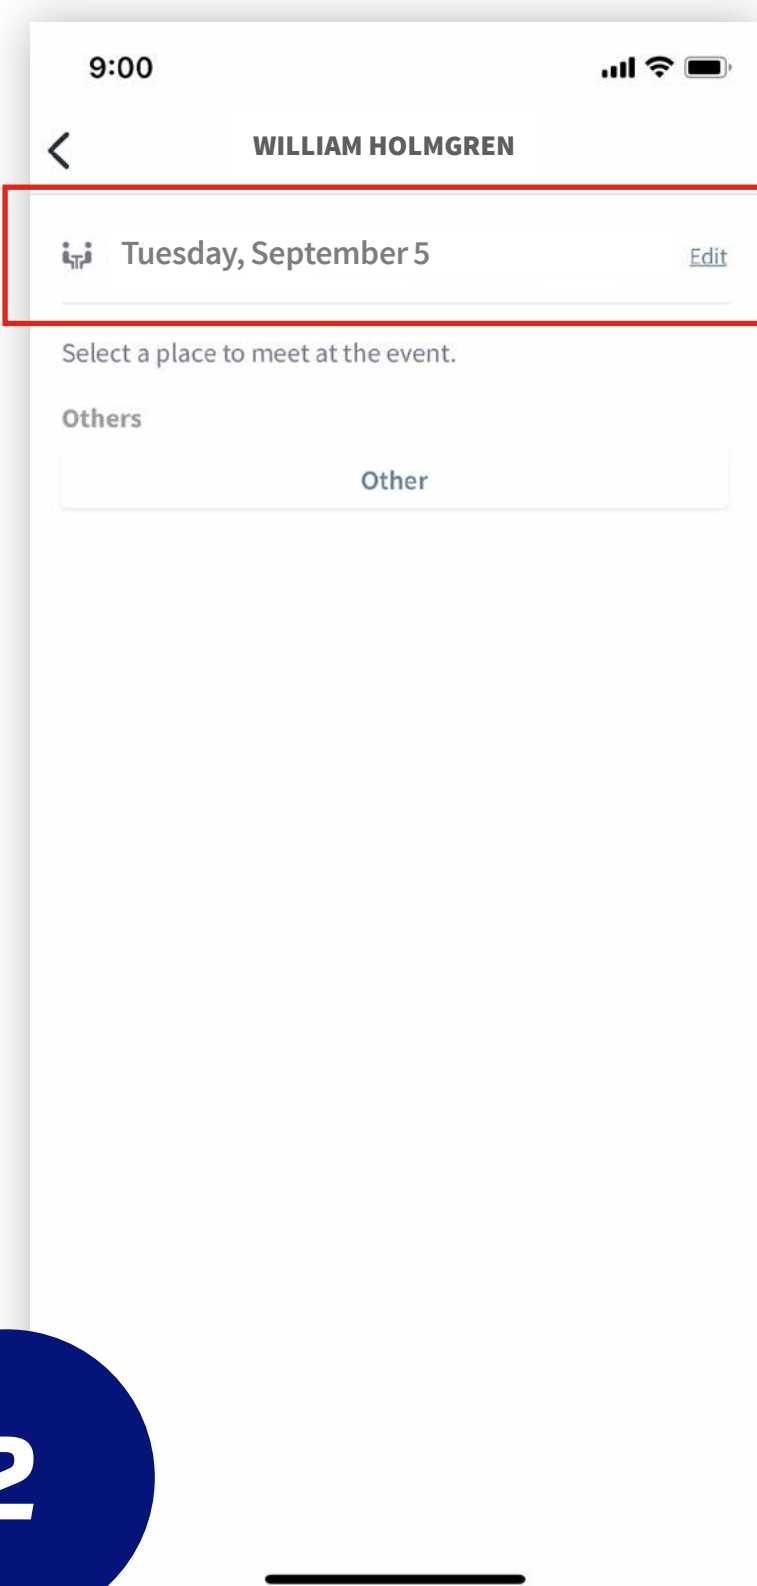 9:00
WILLIAM HOLMGREN
Tuesday, September 5
Edit
Select a place to meet at the event.
Others
Other
2